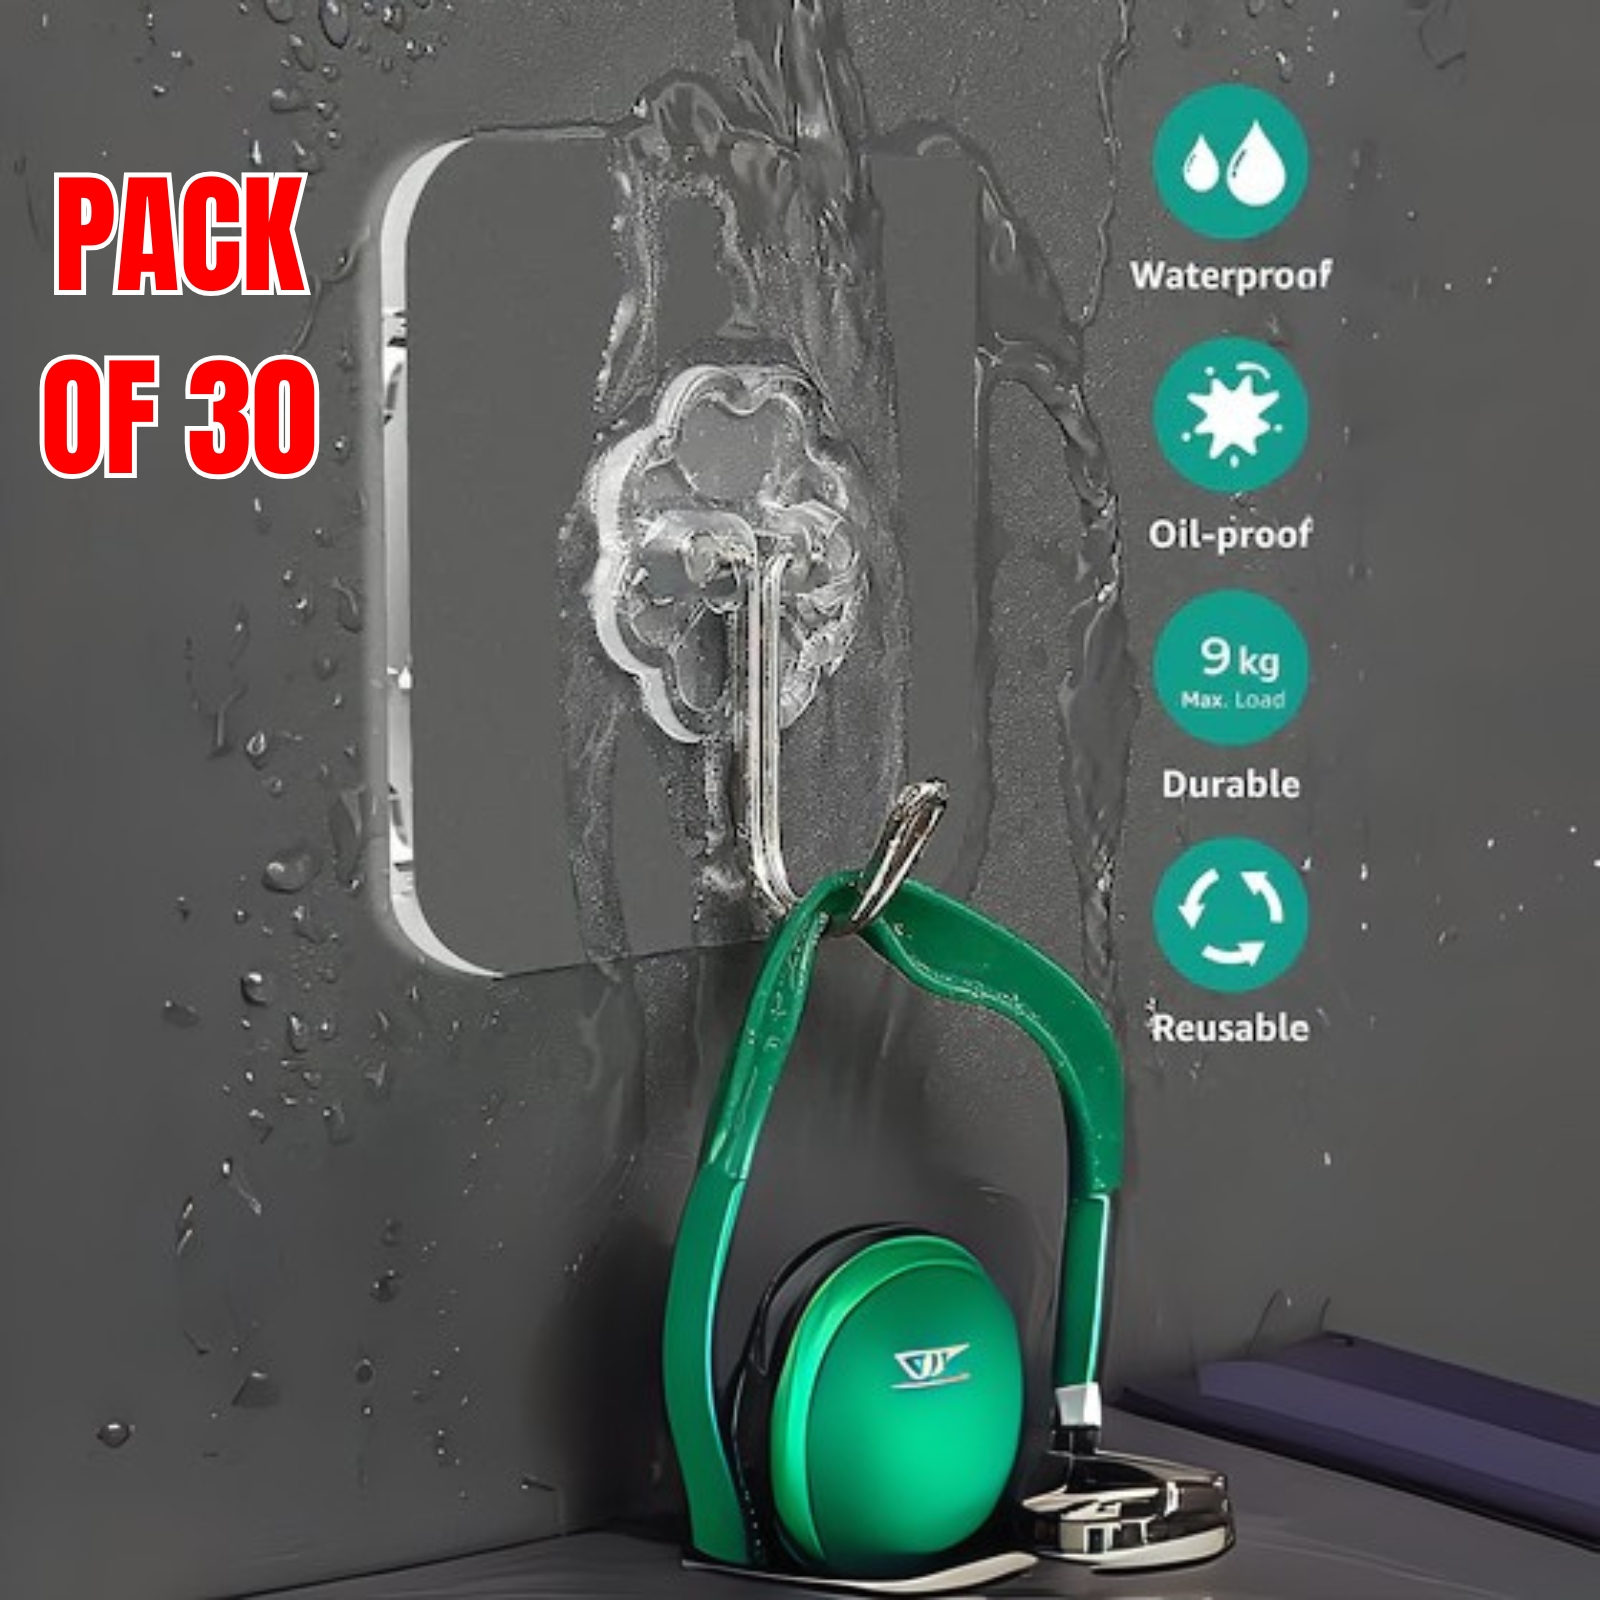 PACK
OF 30
Waterproof
Oil-proof
9 kg
Max. Load
Durable
Reusable